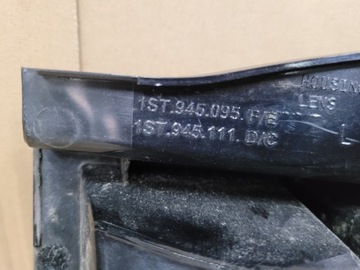 HOUSING
1ST.945.095.F/E
LENS
1ST.945.111.D/C
L